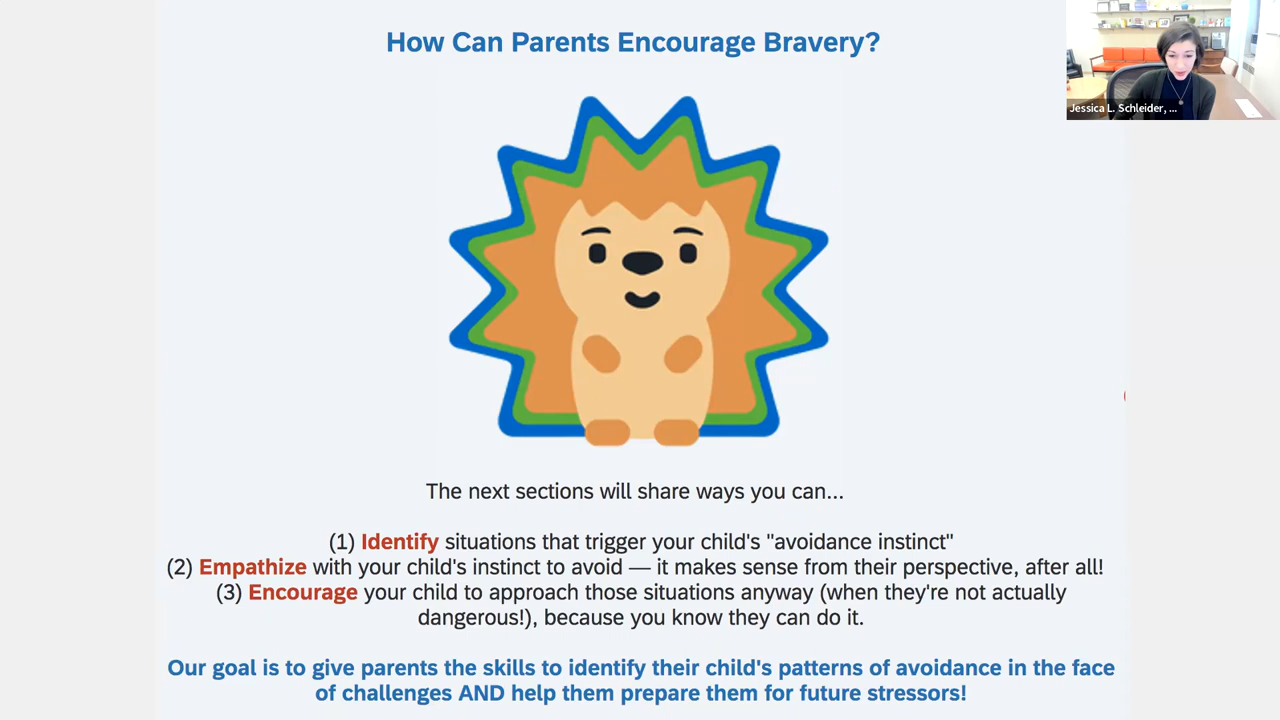 How Can Parents Encourage Bravery?
Jessica L. Schleider, ...
The next sections will share ways you can...
(1) Identify situations that trigger your child's "avoidance instinct"
(2) Empathize with your child's instinct to avoid — it makes sense from their perspective, after all!
(3) Encourage your child to approach those situations anyway (when they're not actually
dangerous!), because you know they can do it.
Our goal is to give parents the skills to identify their child's patterns of avoidance in the face
of challenges AND help them prepare them for future stressors!